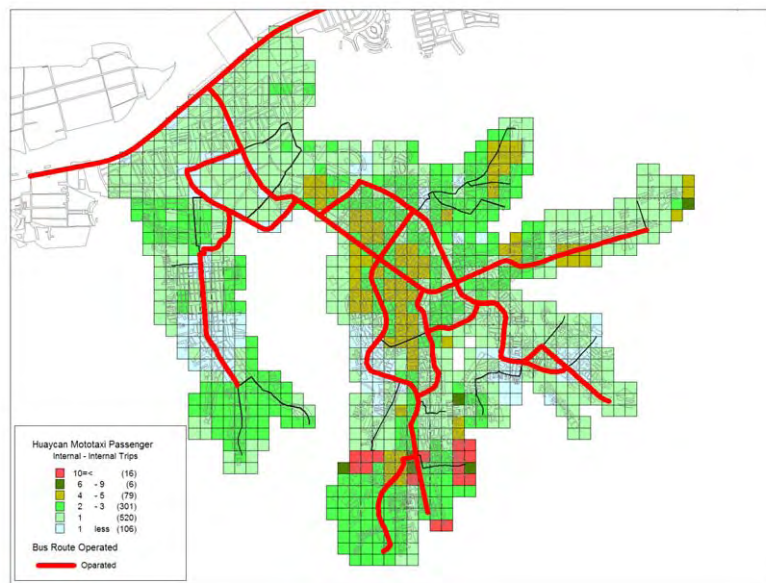 Huaycan Mototaxi Passenger
Internal - Internal Trips
10=< (16)
6 - 9 (6)
4 - 5 (79)
2 - 3 (301)
1 (520)
1 less (106)
Bus Route Operated
Oparated